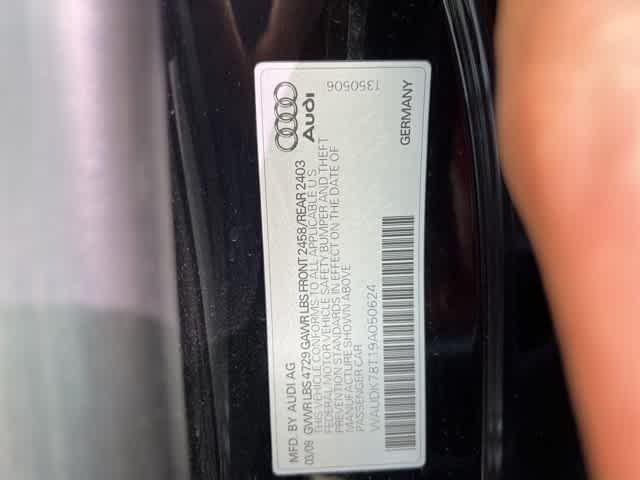 MFD. BY AUDI AG
03/09 GVWR LBS 4729 GAWR LBS FRONT 2458/REAR 2403
THIS VEHICLE CONFORMS TO ALL APPLICABLE U S
FEDERAL MOTOR VEHICLE SAFETY, BUMPER AND THEFT
PREVENTION STANDARDS IN EFFECT ON THE DATE OF
MANUFACTURE SHOWN ABOVE
PASSENGER CAR
WAUDK78T19A050624
GERMANY
Audi
T350506